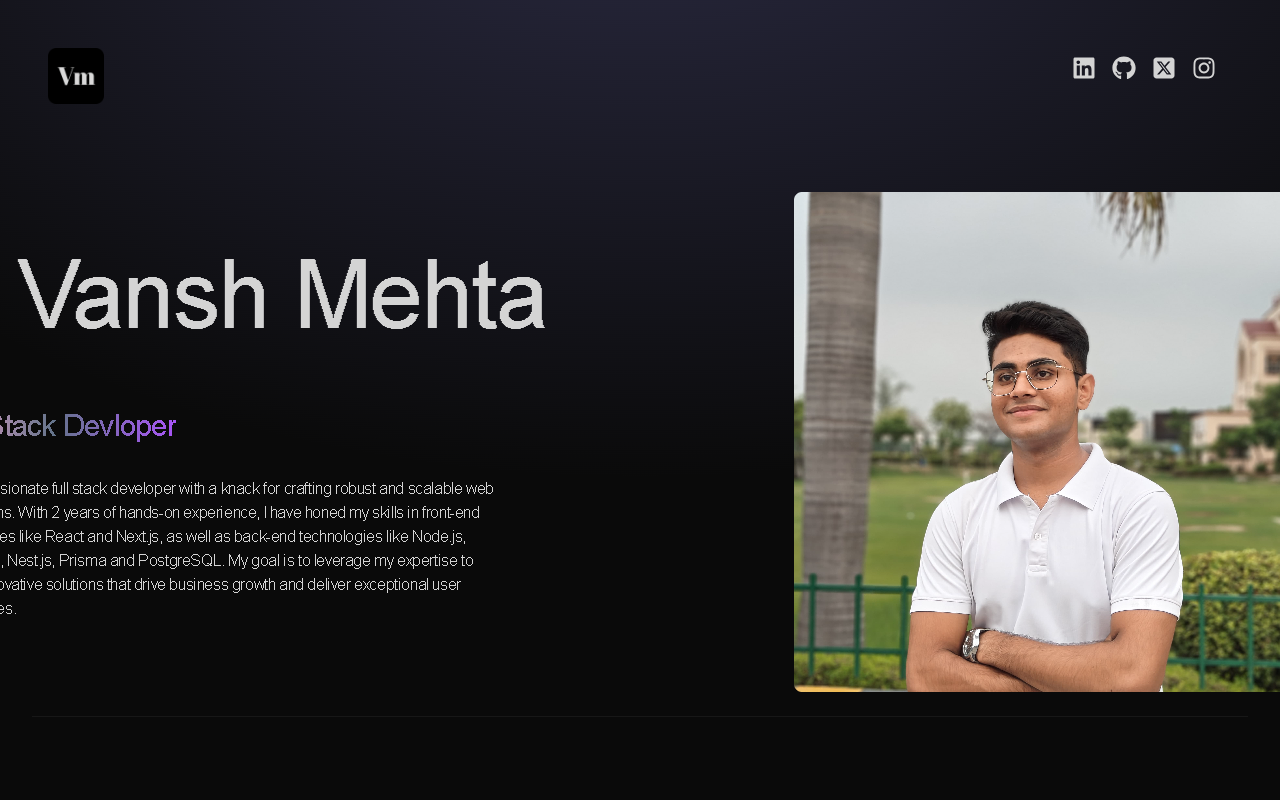 Vm
Vansh Mehta
Stack Devloper
sionate full stack developer with a knack for crafting robust and scalable web
ns. With 2 years of hands-on experience, I have honed my skills in front-end
es like React and Next.js, as well as back-end technologies like Node.js,
, Nest.js, Prisma and PostgreSQL. My goal is to leverage my expertise to
ovative solutions that drive business growth and deliver exceptional user
es.